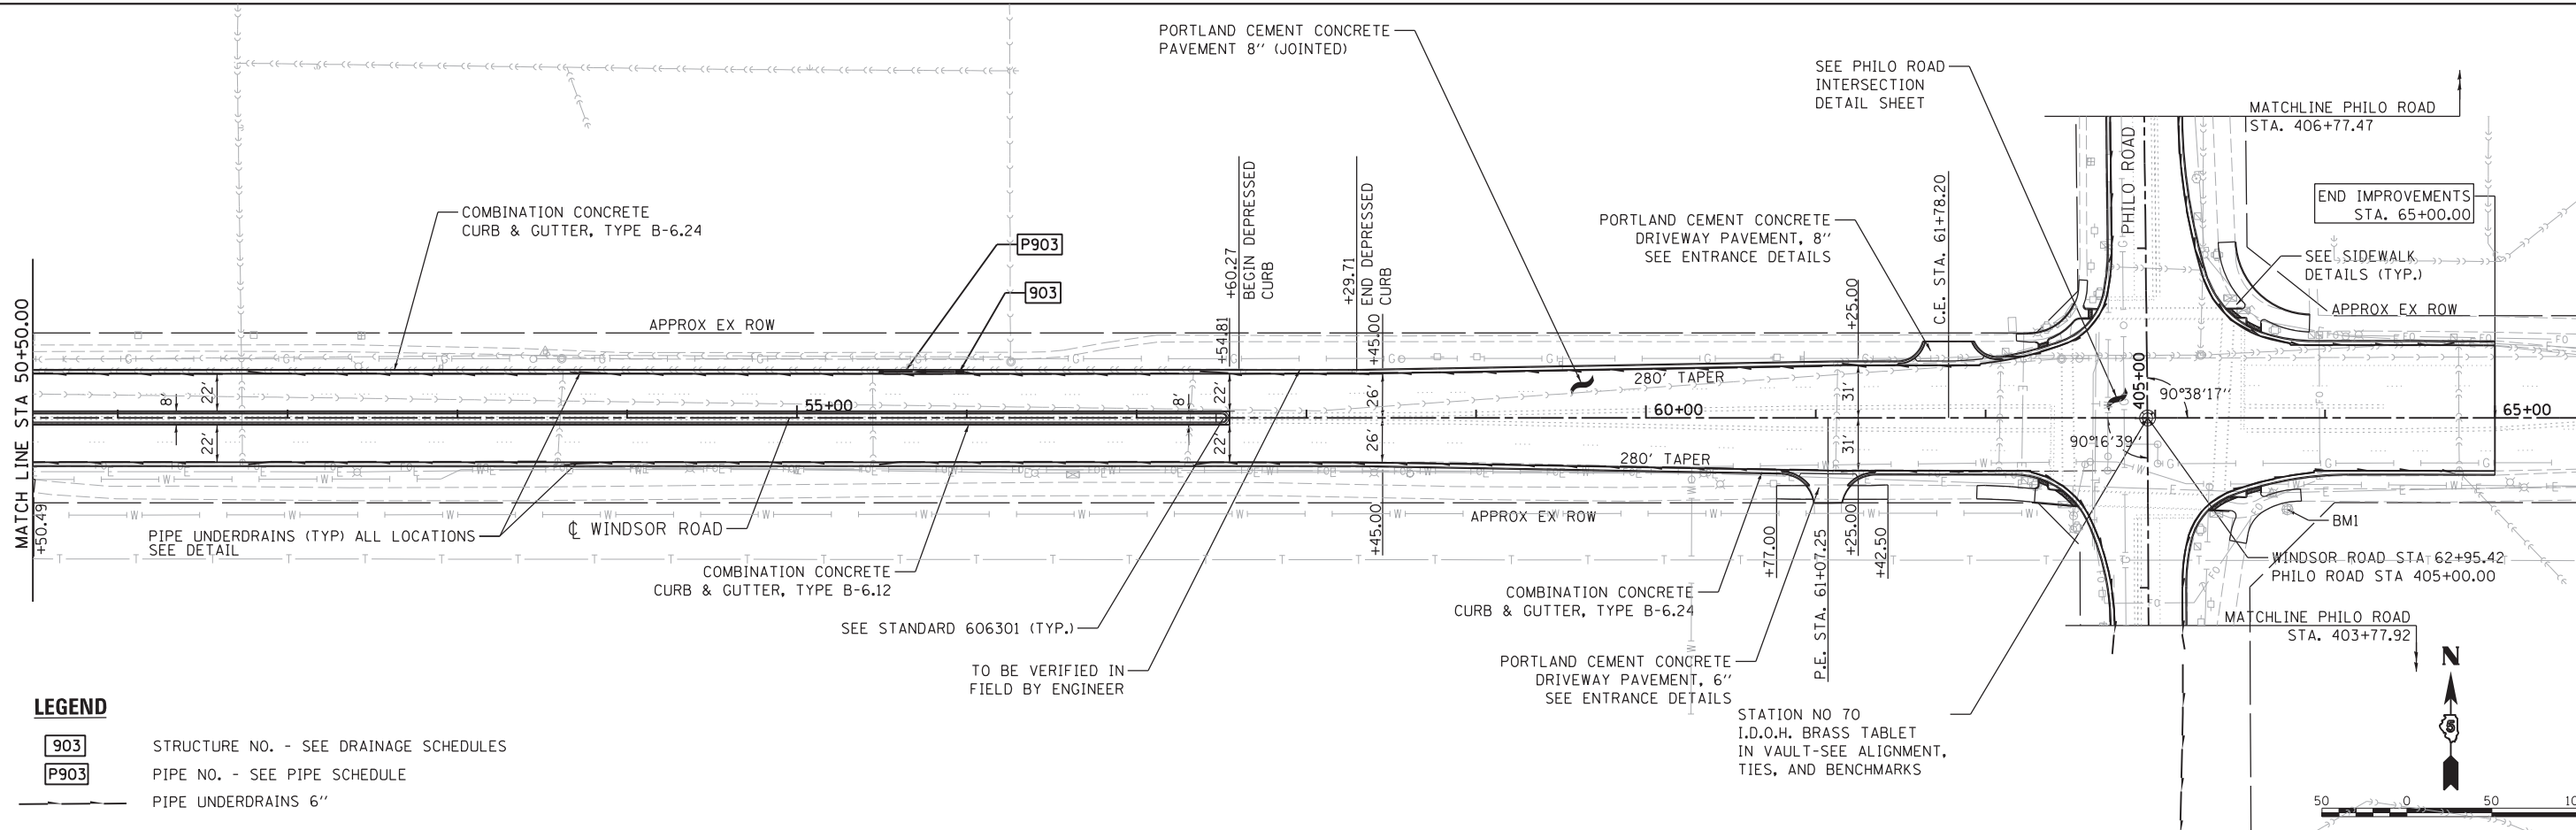 PORTLAND CEMENT CONCRETE
PAVEMENT 8'' (JOINTED)
SEE PHILO ROAD
INTERSECTION
DETAIL SHEET
MATCHLINE PHILO ROAD
STA. 406+77.47
PHILO ROAD
END IMPROVEMENTS
STA. 65+00.00
COMBINATION CONCRETE
CURB & GUTTER, TYPE B-6.24
P903
903
+60.27
BEGIN DEPRESSED
CURB
+29.71
END DEPRESSED
CURB
PORTLAND CEMENT CONCRETE
DRIVEWAY PAVEMENT, 8''
SEE ENTRANCE DETAILS
C.E. STA. 61+78.20
SEE SIDEWALK
DETAILS (TYP.)
APPROX EX ROW
APPROX EX ROW
+54.81
+45.00
+25.00
MATCH LINE STA 50+50.00
+50.49
8'
22'
22'
55+00
8'
22'
22'
26'
26'
280' TAPER
60+00
31'
31'
280' TAPER
405+00
90°38'17''
90°16'39''
65+00
PIPE UNDERDRAINS (TYP) ALL LOCATIONS
SEE DETAIL
℄ WINDSOR ROAD
APPROX EX ROW
+45.00
+77.00
P.E. STA. 61+07.25
+25.00
+42.50
BM1
WINDSOR ROAD STA 62+95.42
PHILO ROAD STA 405+00.00
COMBINATION CONCRETE
CURB & GUTTER, TYPE B-6.12
COMBINATION CONCRETE
CURB & GUTTER, TYPE B-6.24
SEE STANDARD 606301 (TYP.)
MATCHLINE PHILO ROAD
STA. 403+77.92
TO BE VERIFIED IN
FIELD BY ENGINEER
PORTLAND CEMENT CONCRETE
DRIVEWAY PAVEMENT, 6''
SEE ENTRANCE DETAILS
STATION NO 70
I.D.O.H. BRASS TABLET
IN VAULT-SEE ALIGNMENT,
TIES, AND BENCHMARKS
N
5
LEGEND
903 STRUCTURE NO. - SEE DRAINAGE SCHEDULES
P903 PIPE NO. - SEE PIPE SCHEDULE
PIPE UNDERDRAINS 6''
50 0 50